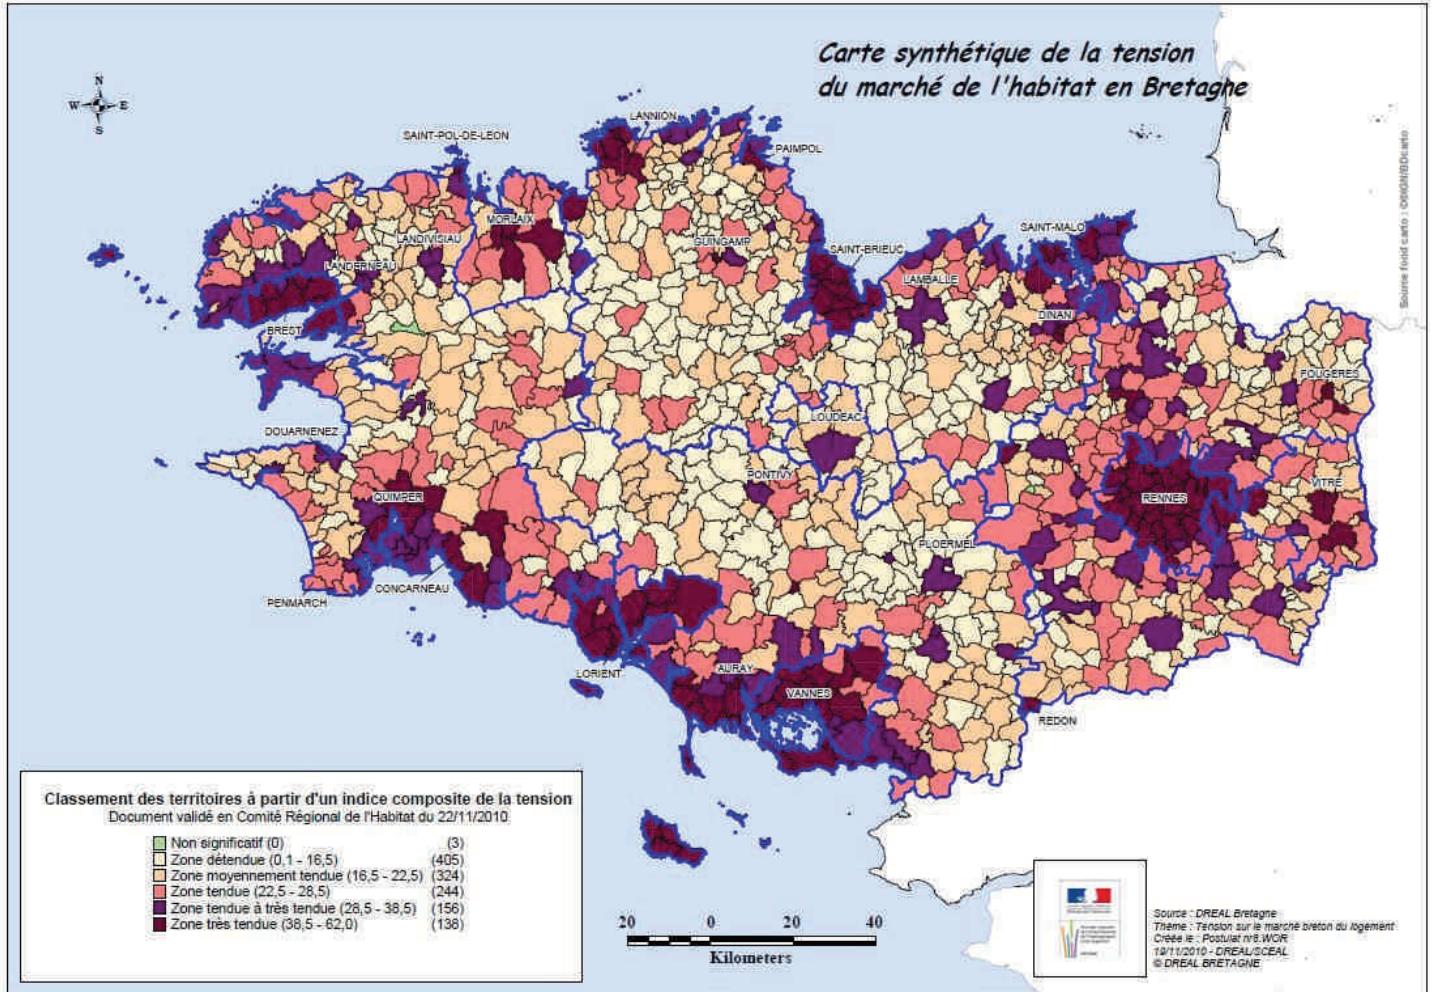 Carte synthétique de la tension
du marché de l'habitat en Bretagne
N
W E
S
LANNION
SAINT-POL-DE-LEON
PAIMPOL
MORLAIX
LANDIVISIAU
GUINGAMP
SAINT-BRIEUC
SAINT-MALO
LANDERNEAU
LAMBALLE
DINAN
BREST
FOUGERES
LOUDEAC
DOUARNENEZ
PONTIVY
QUIMPER
RENNES
VITRE
PLOERMEL
CONCARNEAU
PENMARCH
LORIENT
AURAY
VANNES
REDON
Source fond carto : ©BIGN/BDcarto
Classement des territoires à partir d'un indice composite de la tension
Document validé en Comité Régional de l'Habitat du 22/11/2010
Non significatif (0) (3)
Zone détendue (0,1 - 16,5) (405)
Zone moyennement tendue (16,5 - 22,5) (324)
Zone tendue (22,5 - 28,5) (244)
Zone tendue à très tendue (28,5 - 38,5) (156)
Zone très tendue (38,5 - 62,0) (138)
20 0 20 40
Kilometers
Source : DREAL Bretagne
Thème : Tension sur le marché breton du logement
Créée le : Postulat nr8.WOR
19/11/2010 - DREAL/SCEAL
© DREAL BRETAGNE